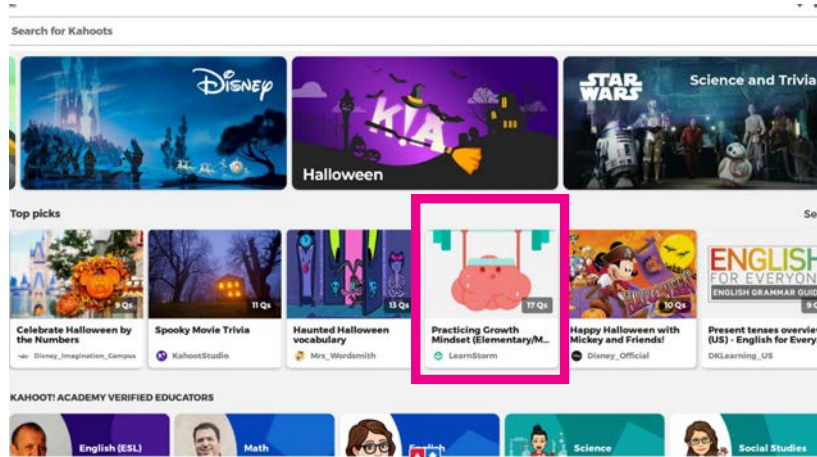 Search for Kahoots
Disney
Halloween
STAR
WARS
Science and Trivia
Top picks
Se
9 Qs
11 Qs
13 Qs
17 Qs
10 Qs
ENGLISH
FOR EVERYON
ENGLISH GRAMMAR GUID
9 Q
Celebrate Halloween by
the Numbers
Disney_Imagination_Campus
Spooky Movie Trivia
KahootStudio
Haunted Halloween
vocabulary
Mrs_Wordsmith
Practicing Growth
Mindset (Elementary/M...
LearnStorm
Happy Halloween with
Mickey and Friends!
Disney_Official
Present tenses overvie
(US) - English for Every
DKLearning_US
KAHOOT! ACADEMY VERIFIED EDUCATORS
English (ESL)
Math
English
Science
Social Studies